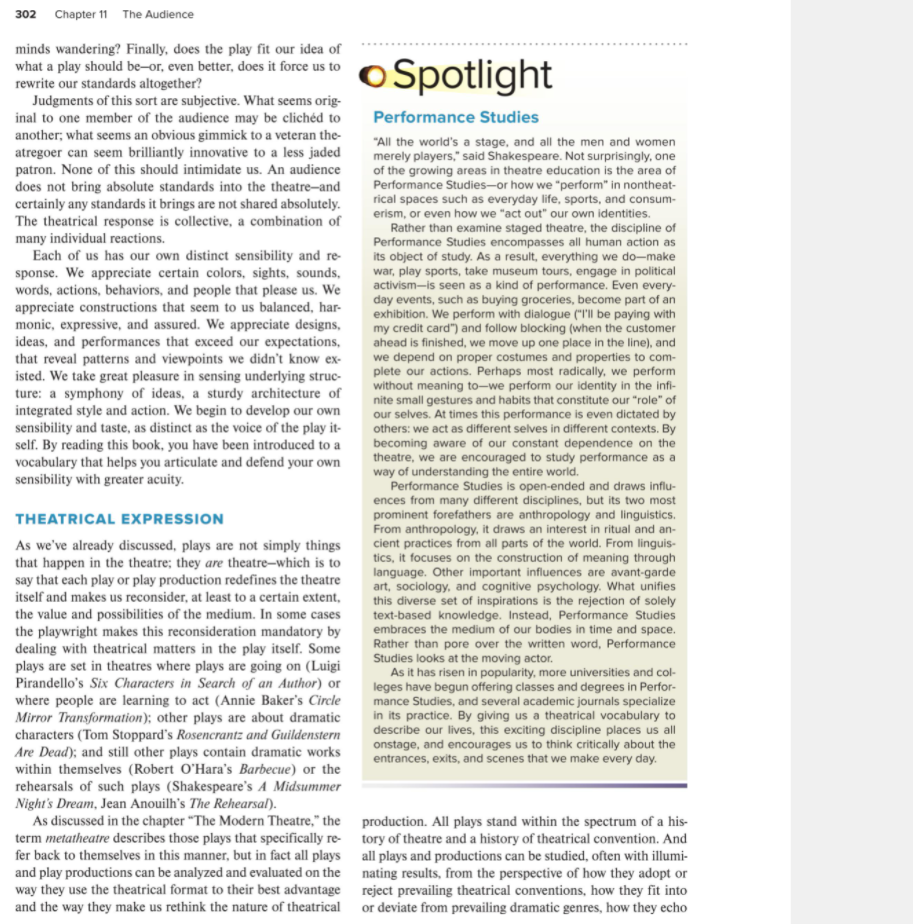 302 Chapter 11 The Audience
minds wandering? Finally, does the play fit our idea of
what a play should be—or, even better, does it force us to
rewrite our standards altogether?
Judgments of this sort are subjective. What seems orig-
inal to one member of the audience may be clichéd to
another; what seems an obvious gimmick to a veteran the-
atregoer can seem brilliantly innovative to a less jaded
patron. None of this should intimidate us. An audience
does not bring absolute standards into the theatre—and
certainly any standards it brings are not shared absolutely.
The theatrical response is collective, a combination of
many individual reactions.
Each of us has our own distinct sensibility and re-
sponse. We appreciate certain colors, sights, sounds,
words, actions, behaviors, and people that please us. We
appreciate constructions that seem to us balanced, har-
monic, expressive, and assured. We appreciate designs,
ideas, and performances that exceed our expectations,
that reveal patterns and viewpoints we didn't know ex-
isted. We take great pleasure in sensing underlying struc-
ture: a symphony of ideas, a sturdy architecture of
integrated style and action. We begin to develop our own
sensibility and taste, as distinct as the voice of the play it-
self. By reading this book, you have been introduced to a
vocabulary that helps you articulate and defend your own
sensibility with greater acuity.
THEATRICAL EXPRESSION
As we've already discussed, plays are not simply things
that happen in the theatre; they are theatre—which is to
say that each play or play production redefines the theatre
itself and makes us reconsider, at least to a certain extent,
the value and possibilities of the medium. In some cases
the playwright makes this reconsideration mandatory by
dealing with theatrical matters in the play itself. Some
plays are set in theatres where plays are going on (Luigi
Pirandello's Six Characters in Search of an Author) or
where people are learning to act (Annie Baker's Circle
Mirror Transformation); other plays are about dramatic
characters (Tom Stoppard's Rosencrantz and Guildenstern
Are Dead); and still other plays contain dramatic works
within themselves (Robert O'Hara's Barbecue) or the
rehearsals of such plays (Shakespeare's A Midsummer
Night's Dream, Jean Anouilh's The Rehearsal).
As discussed in the chapter "The Modern Theatre," the
term metatheatre describes those plays that specifically re-
fer back to themselves in this manner, but in fact all plays
and play productions can be analyzed and evaluated on the
way they use the theatrical format to their best advantage
and the way they make us rethink the nature of theatrical
Spotlight
Performance Studies
"All the world's a stage, and all the men and women
merely players," said Shakespeare. Not surprisingly, one
of the growing areas in theatre education is the area of
Performance Studies—or how we "perform" in nontheat-
rical spaces such as everyday life, sports, and consum-
erism, or even how we "act out" our own identities.
Rather than examine staged theatre, the discipline of
Performance Studies encompasses all human action as
its object of study. As a result, everything we do—make
war, play sports, take museum tours, engage in political
activism—is seen as a kind of performance. Even every-
day events, such as buying groceries, become part of an
exhibition. We perform with dialogue ("I'll be paying with
my credit card") and follow blocking (when the customer
ahead is finished, we move up one place in the line), and
we depend on proper costumes and properties to com-
plete our actions. Perhaps most radically, we perform
without meaning to—we perform our identity in the infi-
nite small gestures and habits that constitute our "role" of
our selves. At times this performance is even dictated by
others: we act as different selves in different contexts. By
becoming aware of our constant dependence on the
theatre, we are encouraged to study performance as a
way of understanding the entire world.
Performance Studies is open-ended and draws influ-
ences from many different disciplines, but its two most
prominent forefathers are anthropology and linguistics.
From anthropology, it draws an interest in ritual and an-
cient practices from all parts of the world. From linguis-
tics, it focuses on the construction of meaning through
language. Other important influences are avant-garde
art, sociology, and cognitive psychology. What unifies
this diverse set of inspirations is the rejection of solely
text-based knowledge. Instead, Performance Studies
embraces the medium of our bodies in time and space.
Rather than pore over the written word, Performance
Studies looks at the moving actor.
As it has risen in popularity, more universities and col-
leges have begun offering classes and degrees in Perfor-
mance Studies, and several academic journals specialize
in its practice. By giving us a theatrical vocabulary to
describe our lives, this exciting discipline places us all
onstage, and encourages us to think critically about the
entrances, exits, and scenes that we make every day.
production. All plays stand within the spectrum of a his-
tory of theatre and a history of theatrical convention. And
all plays and productions can be studied, often with illumi-
nating results, from the perspective of how they adopt or
reject prevailing theatrical conventions, how they fit into
or deviate from prevailing dramatic genres, how they echo